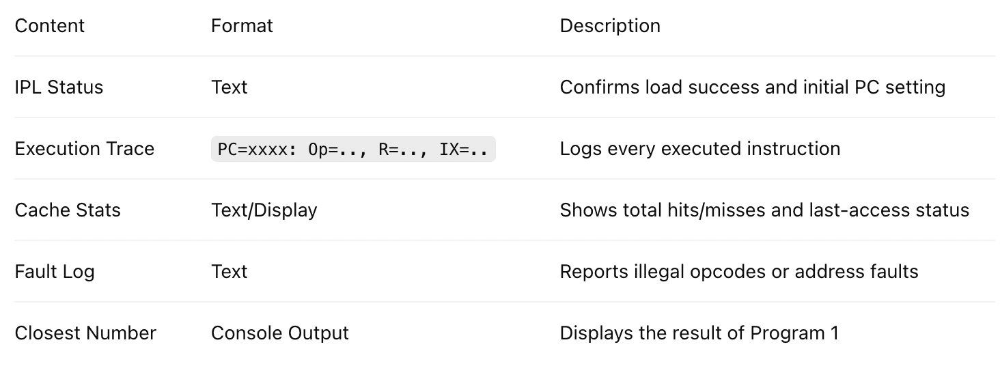 Content Format Description
IPL Status Text Confirms load success and initial PC setting
Execution Trace PC=xxxx: Op=.., R=.., IX=.. Logs every executed instruction
Cache Stats Text/Display Shows total hits/misses and last-access status
Fault Log Text Reports illegal opcodes or address faults
Closest Number Console Output Displays the result of Program 1